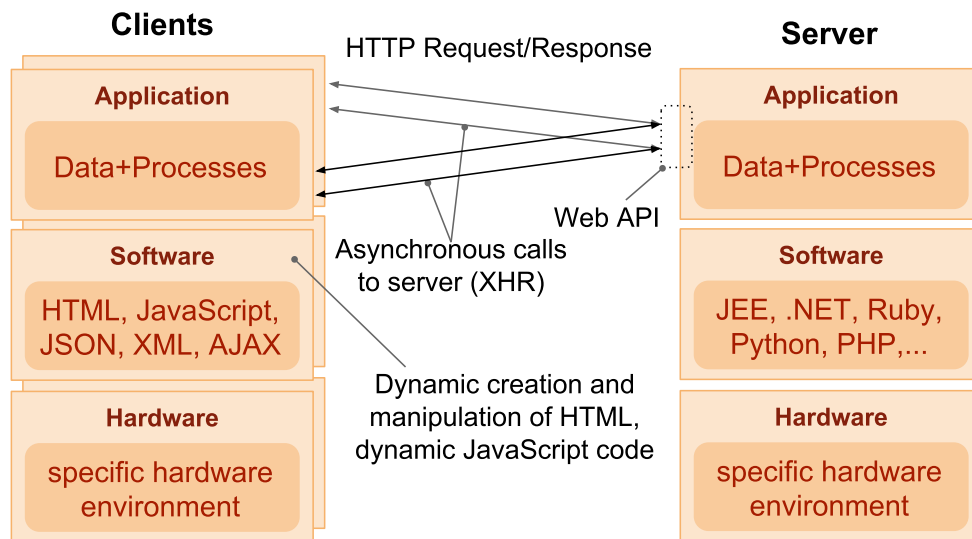 Clients
Server
HTTP Request/Response
Application
Data+Processes
Application
Data+Processes
Web API
Asynchronous calls
to server (XHR)
Software
HTML, JavaScript,
JSON, XML, AJAX
Software
JEE, .NET, Ruby,
Python, PHP,...
Dynamic creation and
manipulation of HTML,
dynamic JavaScript code
Hardware
specific hardware
environment
Hardware
specific hardware
environment